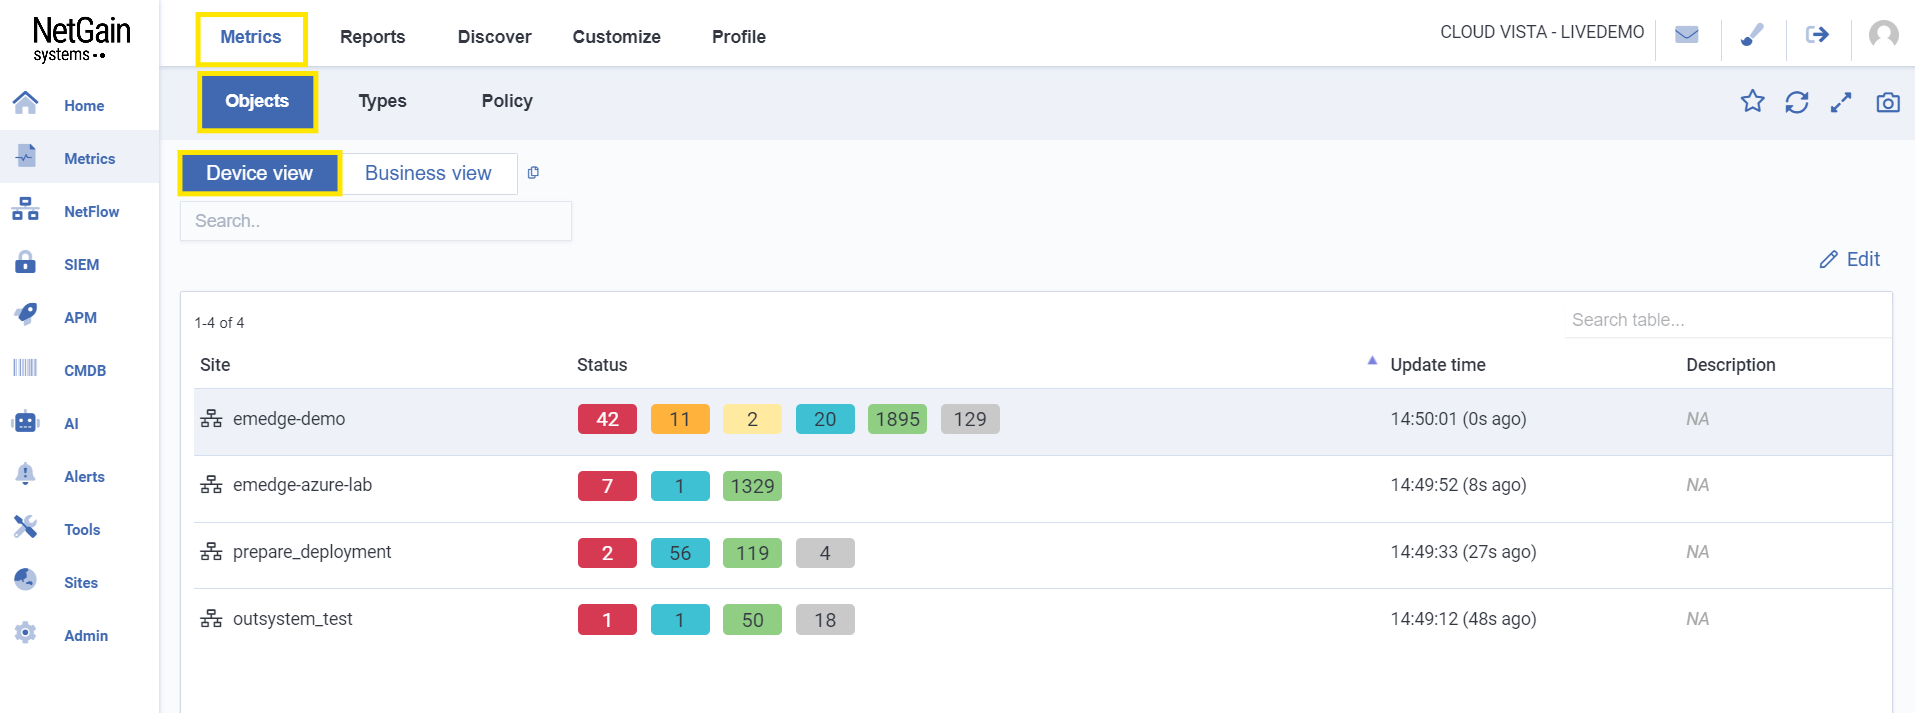 NetGain
systems
Metrics Reports Discover Customize Profile
CLOUD VISTA - LIVEDEMO
Objects Types Policy
Home
Metrics
NetFlow
SIEM
APM
CMDB
AI
Alerts
Tools
Sites
Admin
Device view Business view
Search..
Edit
1-4 of 4
Search table...
Site Status Update time Description
emedge-demo 42 11 2 20 1895 129 14:50:01 (0s ago) NA
emedge-azure-lab 7 1 1329 14:49:52 (8s ago) NA
prepare_deployment 2 56 119 4 14:49:33 (27s ago) NA
outsystem_test 1 1 50 18 14:49:12 (48s ago) NA